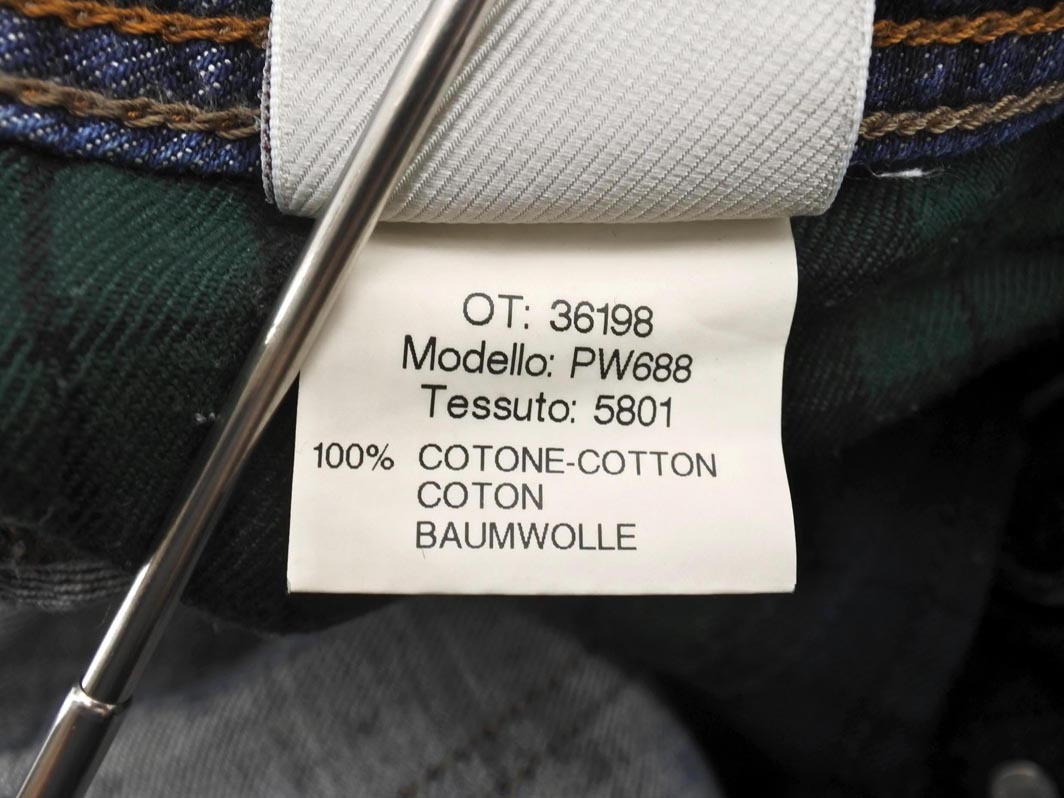 OT: 36198
Modello: PW688
Tessuto: 5801
100% COTONE-COTTON
COTON
BAUMWOLLE